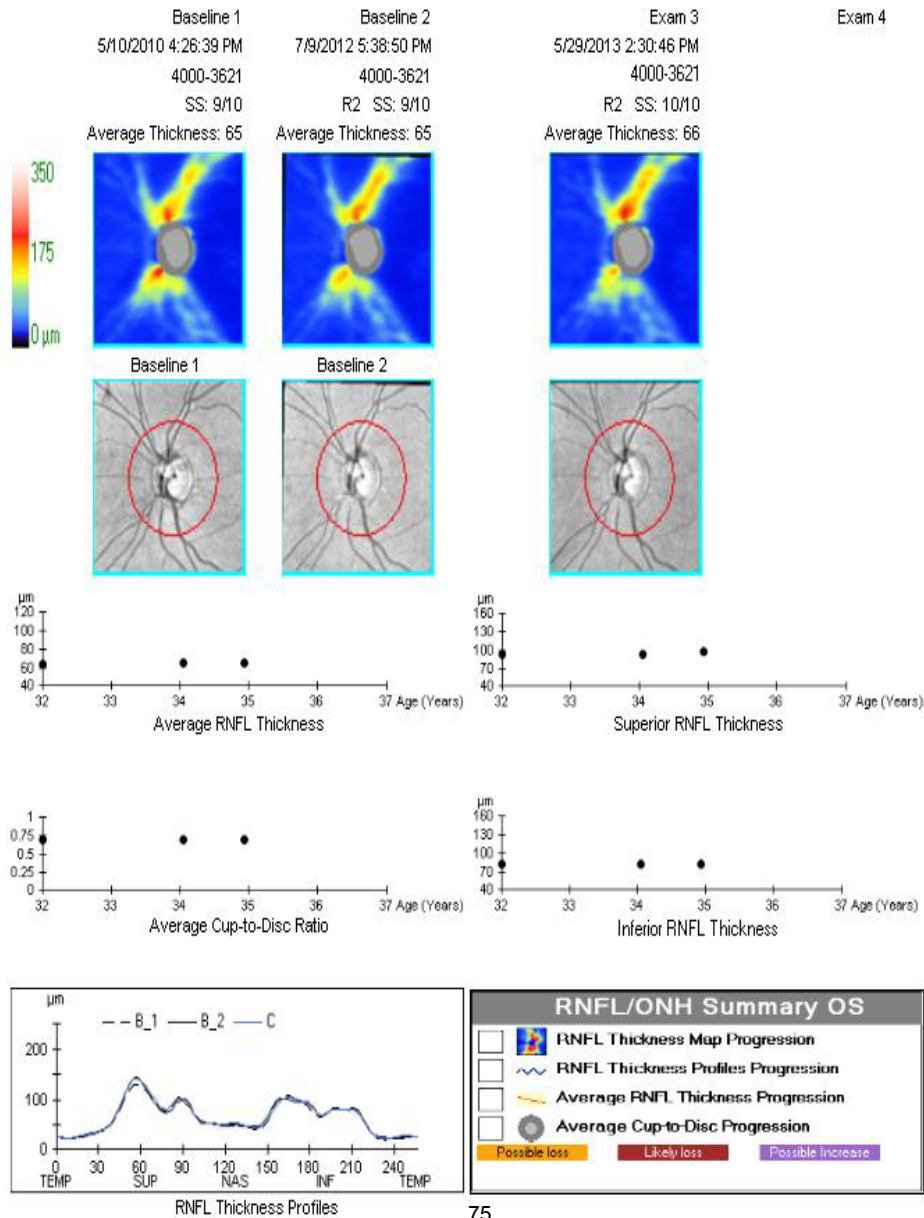 Baseline 1 Baseline 2 Exam 3 Exam 4
5/10/2010 4:26:39 PM 7/9/2012 5:38:50 PM 5/29/2013 2:30:46 PM
4000-3621 4000-3621 4000-3621
SS: 9/10 R2 SS: 9/10 R2 SS: 10/10
Average Thickness: 65 Average Thickness: 65 Average Thickness: 66
350
175
0 µm
Baseline 1 Baseline 2
µm
120
100
80
60
40
32 33 34 35 36 37 Age (Years)
Average RNFL Thickness
µm
160
130
100
70
40
32 33 34 35 36 37 Age (Years)
Superior RNFL Thickness
1
0.75
0.5
0.25
0
32 33 34 35 36 37 Age (Years)
Average Cup-to-Disc Ratio
µm
160
130
100
70
40
32 33 34 35 36 37 Age (Years)
Inferior RNFL Thickness
µm
B_1 B_2 C
200
100
0
0 30 60 90 120 150 180 210 240
TEMP SUP NAS INF TEMP
RNFL Thickness Profiles
RNFL/ONH Summary OS
RNFL Thickness Map Progression
RNFL Thickness Profiles Progression
Average RNFL Thickness Progression
Average Cup-to-Disc Progression
Possible loss Likely loss Possible Increase
75